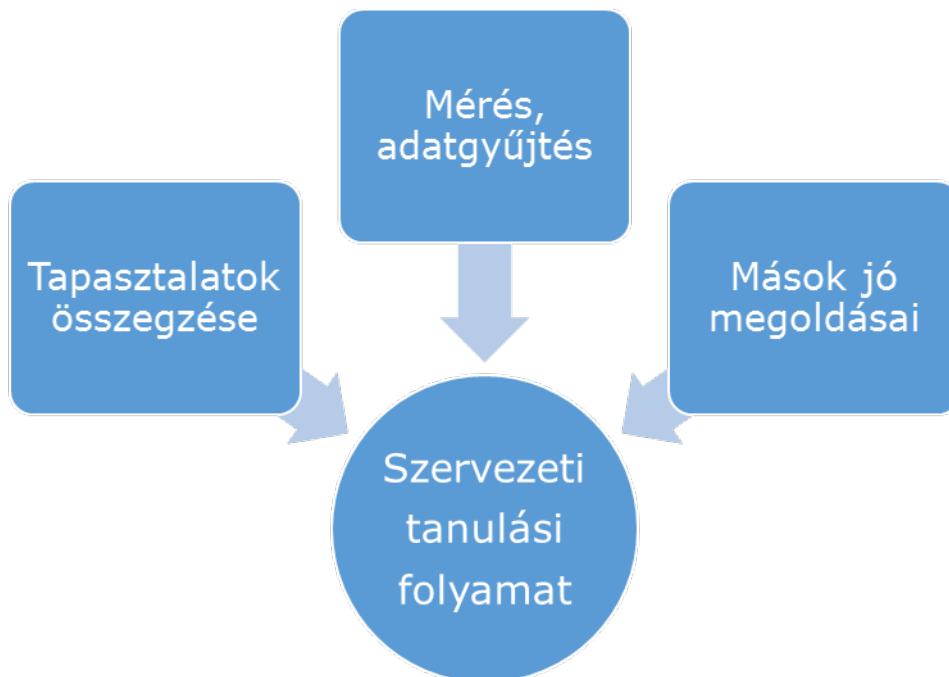 Mérés,
adatgyűjtés
Tapasztalatok
összegzése
Mások jó
megoldásai
Szervezeti
tanulási
folyamat